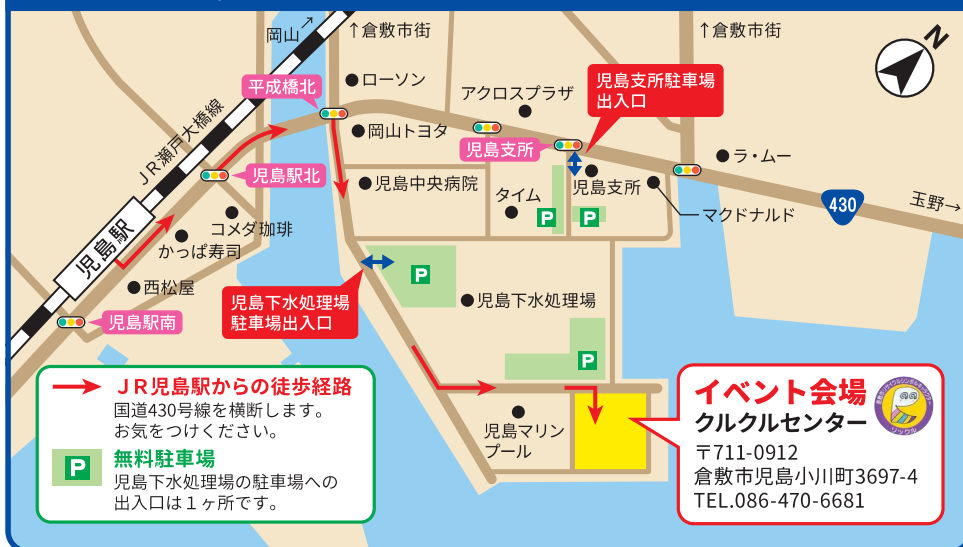 岡山→
↑倉敷市街
↑倉敷市街
N
ローソン
平成橋北
アクロスプラザ
児島支所駐車場
出入口
JR瀬戸大橋線
岡山トヨタ
児島支所
ラ・ムー
児島駅北
児島中央病院
タイム
児島支所
P
P
マクドナルド
430
玉野→
コメダ珈琲
かっぱ寿司
児島駅
西松屋
P
児島下水処理場
駐車場出入口
児島下水処理場
児島駅南
P
JR児島駅からの徒歩経路
国道430号線を横断します。
お気をつけください。
P
無料駐車場
児島下水処理場の駐車場への
出入口は1ヶ所です。
児島マリン
プール
イベント会場
クルクルセンター
〒711-0912
倉敷市児島小川町3697-4
TEL.086-470-6681